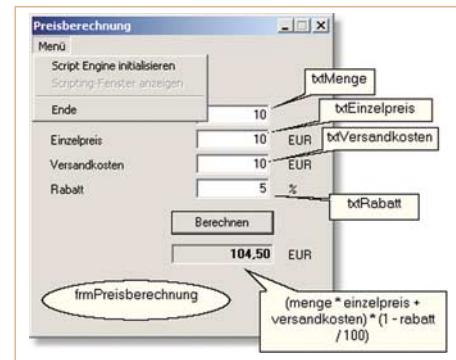 Preisberechnung
Menü
Script Engine initialisieren
Scripting-Fenster anzeigen
Ende
10
Einzelpreis 10 EUR
Versandkosten 10 EUR
Rabatt 5 %
Berechnen
104,50 EUR
txtMenge
txtEinzelpreis
txtVersandkosten
txtRabatt
frmPreisberechnung
(menge * einzelpreis +
versandkosten) * (1 - rabatt
/ 100)